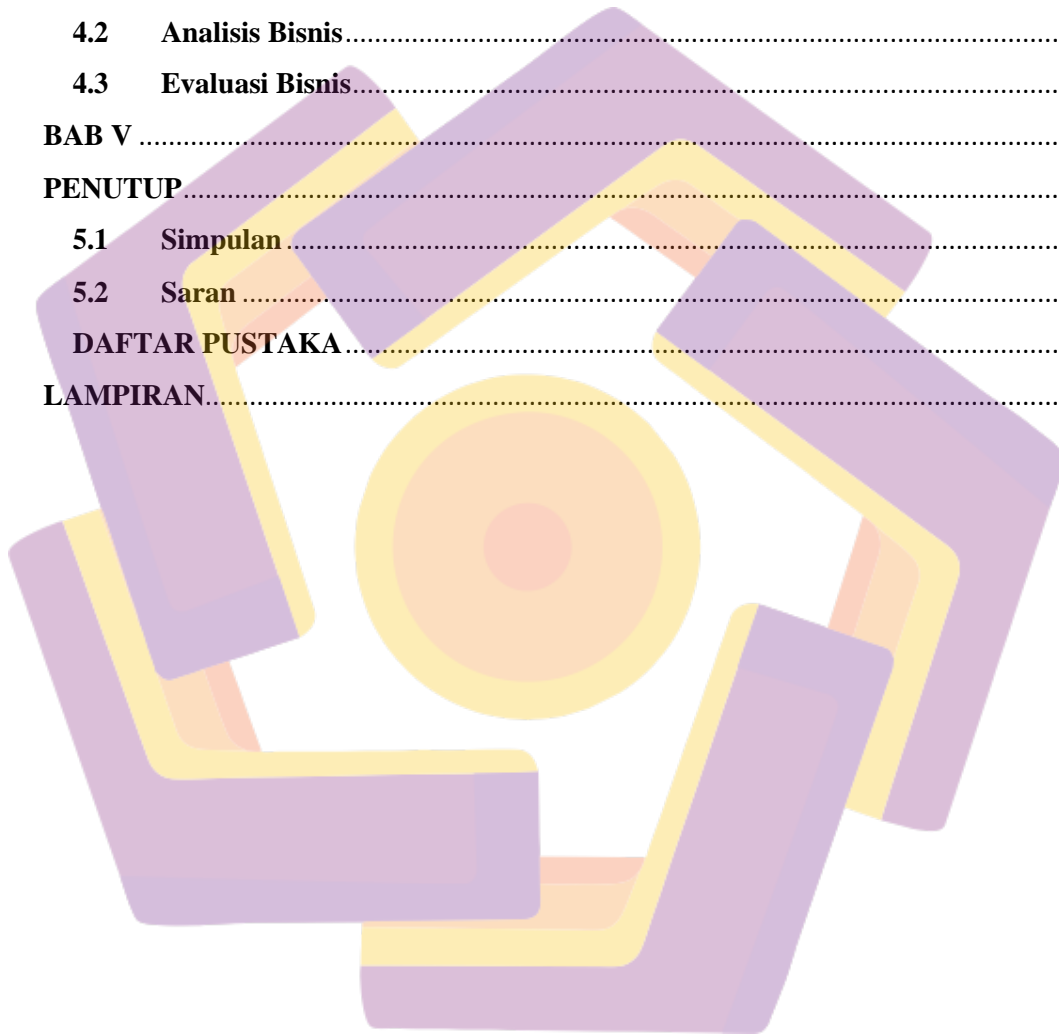 4.2 Analisis Bisnis........................................................................................................
4.3 Evaluasi Bisnis.......................................................................................................
BAB V ....................................................................................................................................
PENUTUP..............................................................................................................................
5.1 Simpulan ................................................................................................................
5.2 Saran ......................................................................................................................
DAFTAR PUSTAKA........................................................................................................
LAMPIRAN...........................................................................................................................